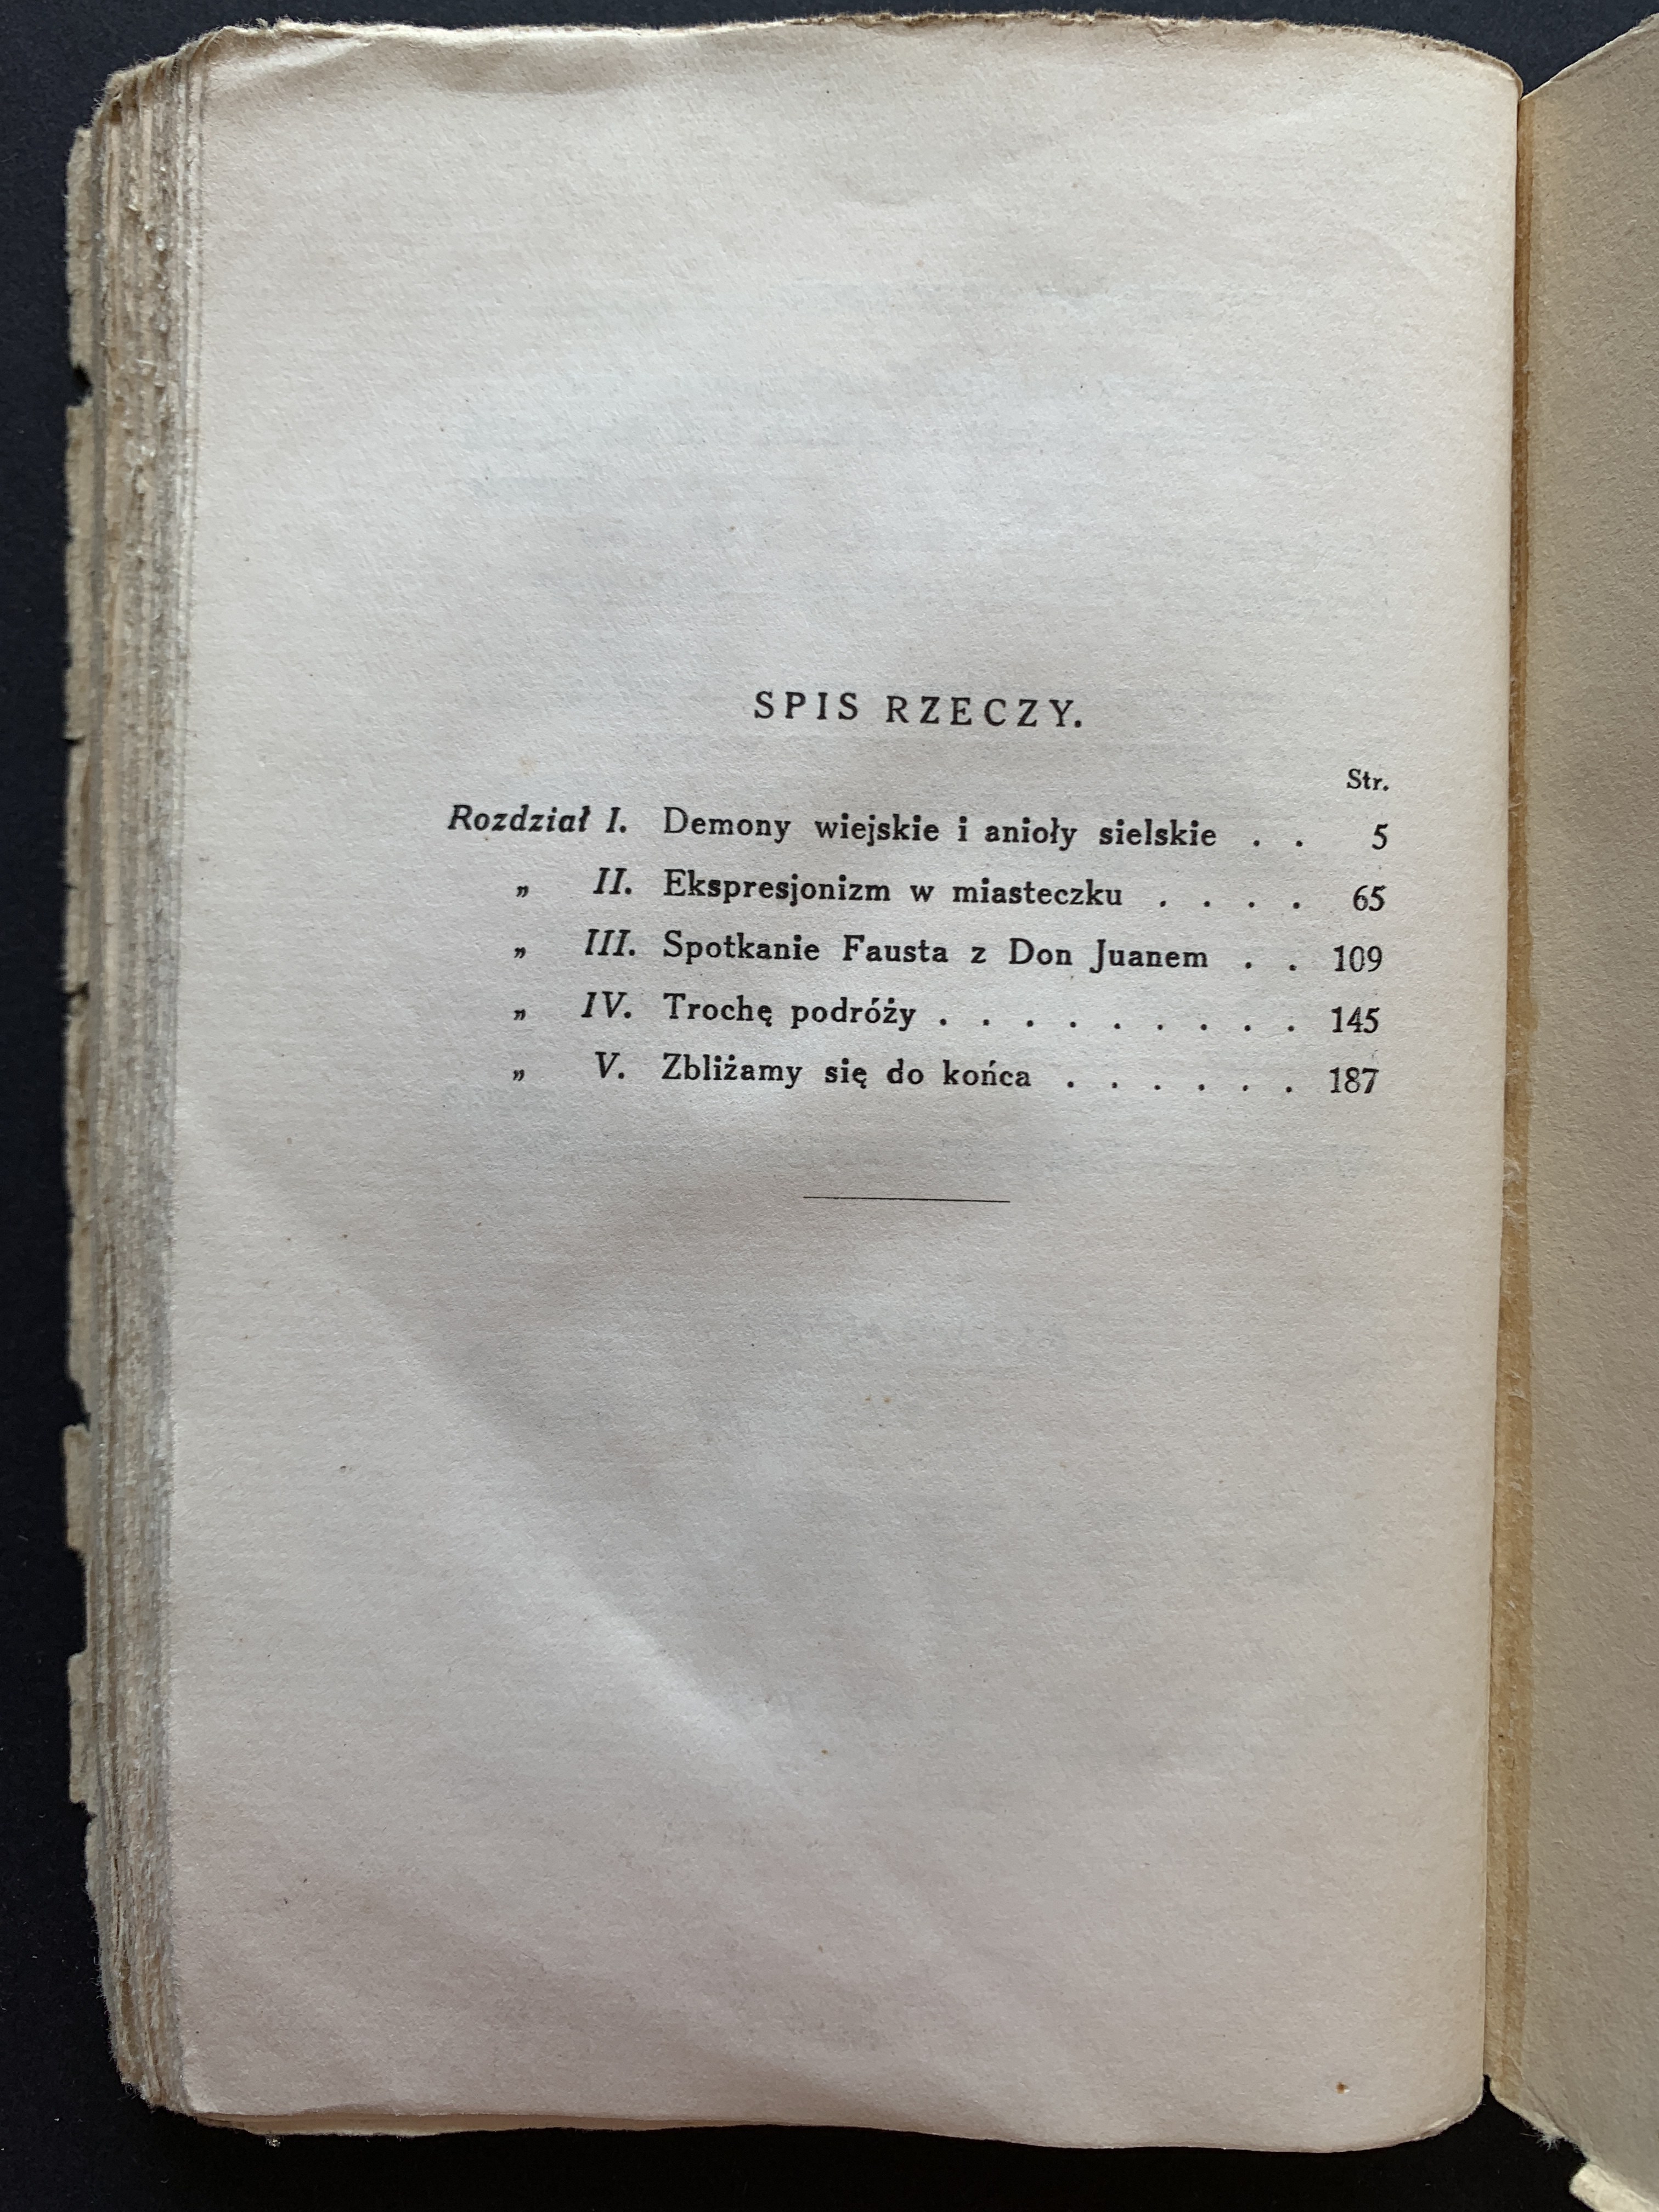 SPIS RZECZY.
Str.
Rozdział I. Demony wiejskie i anioły sielskie . . 5
„ II. Ekspresjonizm w miasteczku . . . . 65
„ III. Spotkanie Fausta z Don Juanem . . 109
„ IV. Trochę podróży . . . . . . . . . 145
„ V. Zbliżamy się do końca . . . . . . 187